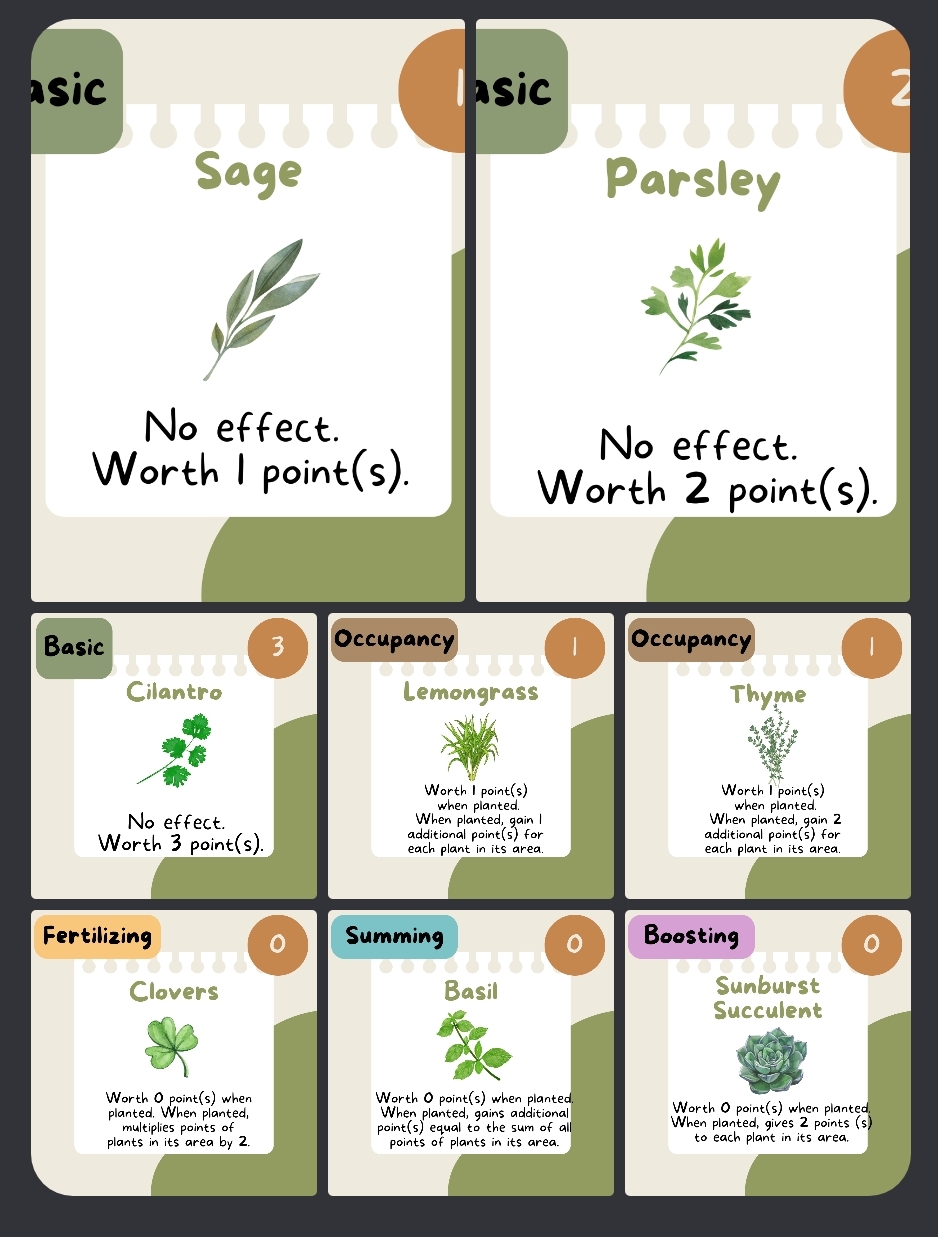 asic
1
Sage
No effect.
Worth 1 point(s).
asic
2
Parsley
No effect.
Worth 2 point(s).
Basic
3
Cilantro
No effect.
Worth 3 point(s).
Occupancy
1
Lemongrass
Worth 1 point(s)
when planted.
When planted, gain 1
additional point(s) for
each plant in its area.
Occupancy
1
Thyme
Worth 1 point(s)
when planted.
When planted, gain 2
additional point(s) for
each plant in its area.
Fertilizing
0
Clovers
Worth 0 point(s) when
planted. When planted,
multiplies points of
plants in its area by 2.
Summing
0
Basil
Worth 0 point(s) when planted.
When planted, gains additional
point(s) equal to the sum of all
points of plants in its area.
Boosting
0
Sunburst
Succulent
Worth 0 point(s) when planted.
When planted, gives 2 points (s)
to each plant in its area.